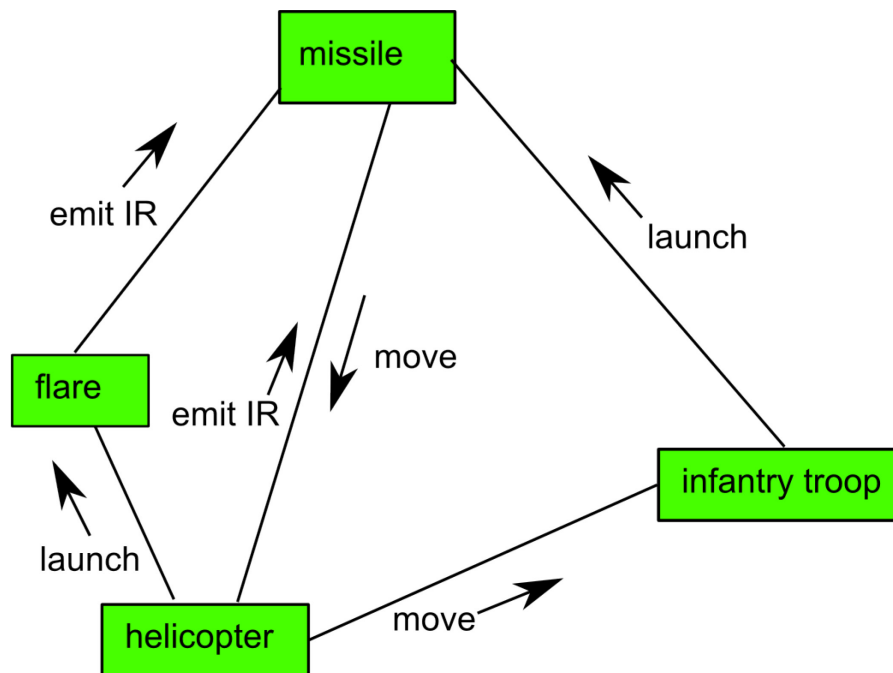 missile
emit IR
launch
move
flare
emit IR
infantry troop
launch
helicopter
move